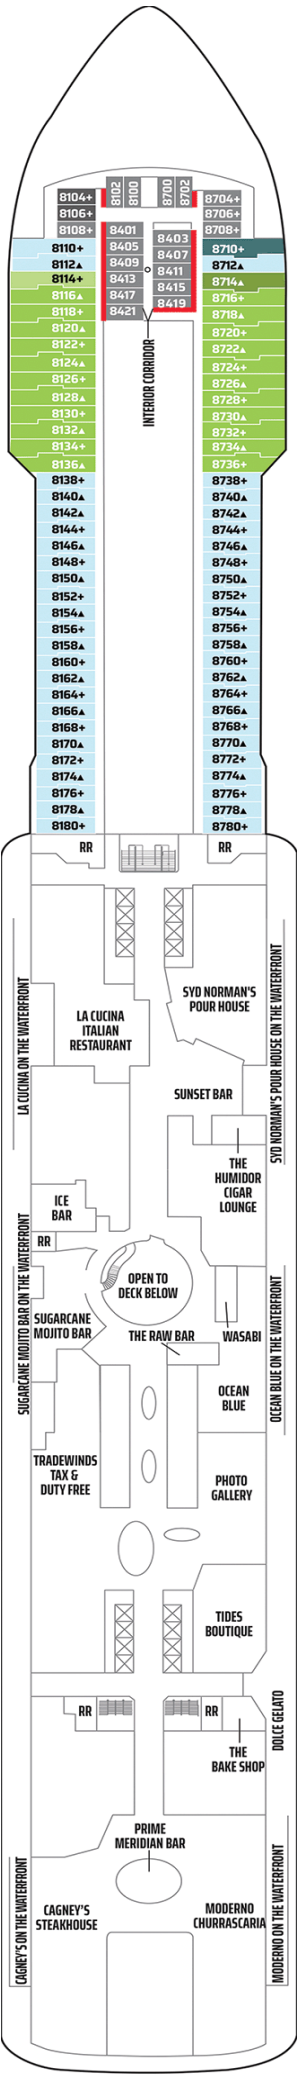 8102
8100
8700
8702
8104+
8106+
8108+
8704+
8706+
8708+
8401
8405
8409
8413
8417
8421
8403
8407
8411
8415
8419
INTERIOR CORRIDOR
8110+
8112▲
8114+
8116▲
8118+
8120▲
8122+
8124▲
8126+
8128▲
8130+
8132▲
8134+
8136▲
8138+
8140▲
8142▲
8144+
8146▲
8148+
8150▲
8152+
8154▲
8156+
8158▲
8160+
8162▲
8164+
8166▲
8168+
8170▲
8172+
8174▲
8176+
8178▲
8180+
8710+
8712▲
8714▲
8716+
8718▲
8720+
8722▲
8724+
8726▲
8728+
8730▲
8732+
8734▲
8736+
8738+
8740▲
8742▲
8744+
8746▲
8748+
8750▲
8752+
8754▲
8756+
8758▲
8760+
8762▲
8764+
8766▲
8768+
8770▲
8772+
8774▲
8776+
8778▲
8780+
RR
RR
LA CUCINA ON THE WATERFRONT
LA CUCINA
ITALIAN
RESTAURANT
SYD NORMAN'S
POUR HOUSE
SYD NORMAN'S POUR HOUSE ON THE WATERFRONT
SUNSET BAR
THE
HUMIDOR
CIGAR
LOUNGE
ICE
BAR
RR
SUGARCANE MOJITO BAR ON THE WATERFRONT
OPEN TO
DECK BELOW
SUGARCANE
MOJITO BAR
THE RAW BAR
WASABI
OCEAN BLUE ON THE WATERFRONT
OCEAN
BLUE
TRADEWINDS
TAX &
DUTY FREE
PHOTO
GALLERY
TIDES
BOUTIQUE
RR
RR
DOLCE GELATO
THE
BAKE SHOP
PRIME
MERIDIAN BAR
CAGNEY'S ON THE WATERFRONT
CAGNEY'S
STEAKHOUSE
MODERNO
CHURRASCARIA
MODERNO ON THE WATERFRONT